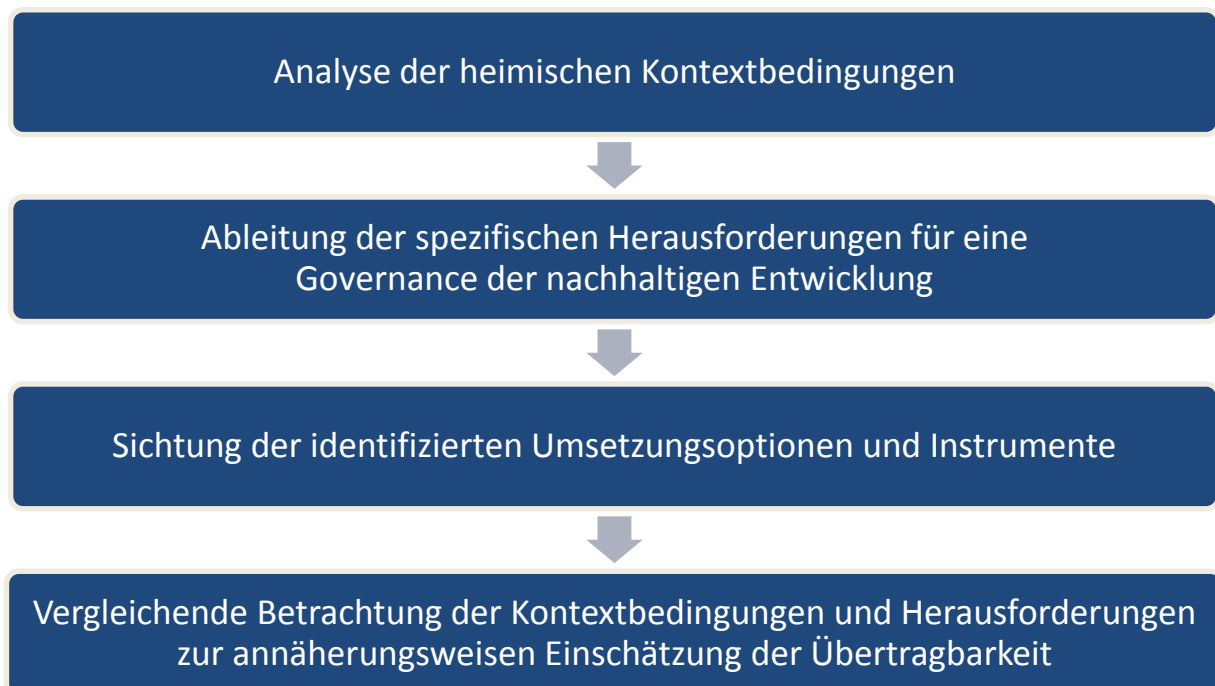 Analyse der heimischen Kontextbedingungen
Ableitung der spezifischen Herausforderungen für eine
Governance der nachhaltigen Entwicklung
Sichtung der identifizierten Umsetzungsoptionen und Instrumente
Vergleichende Betrachtung der Kontextbedingungen und Herausforderungen
zur annäherungsweisen Einschätzung der Übertragbarkeit